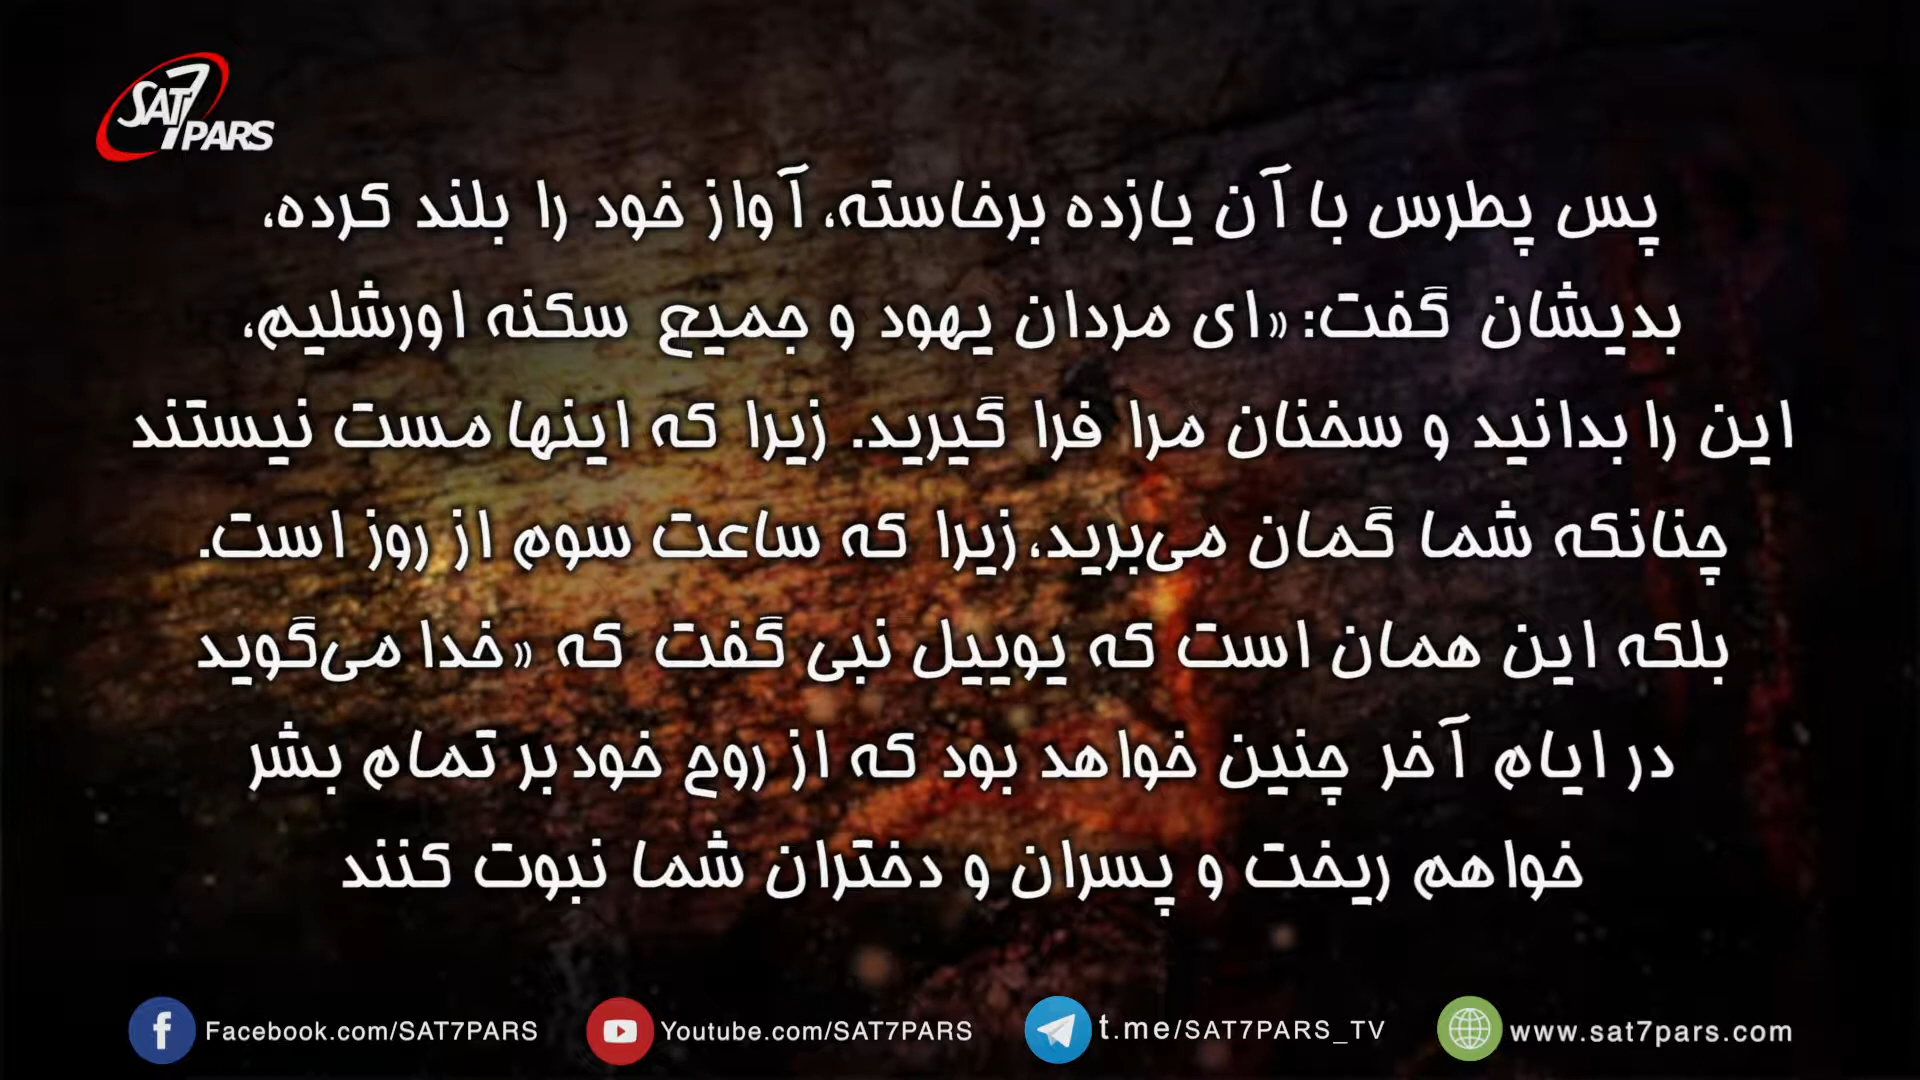 SAT7PARS
پس پطرس با آن یازده برخاسته، آواز خود را بلند کرده،
بدیشان گفت: «ای مردان یهود و جمیع سکنه اورشلیم،
این را بدانید و سخنان مرا فرا گیرید. زیرا که اینها مست نیستند
چنانکه شما گمان می‌برید، زیرا که ساعت سوم از روز است.
بلکه این همان است که یوییل نبی گفت که «خدا می‌گوید
در ایام آخر چنین خواهد بود که از روح خود بر تمام بشر
خواهم ریخت و پسران و دختران شما نبوت کنند
Facebook.com/SAT7PARS Youtube.com/SAT7PARS t.me/SAT7PARS_TV www.sat7pars.com